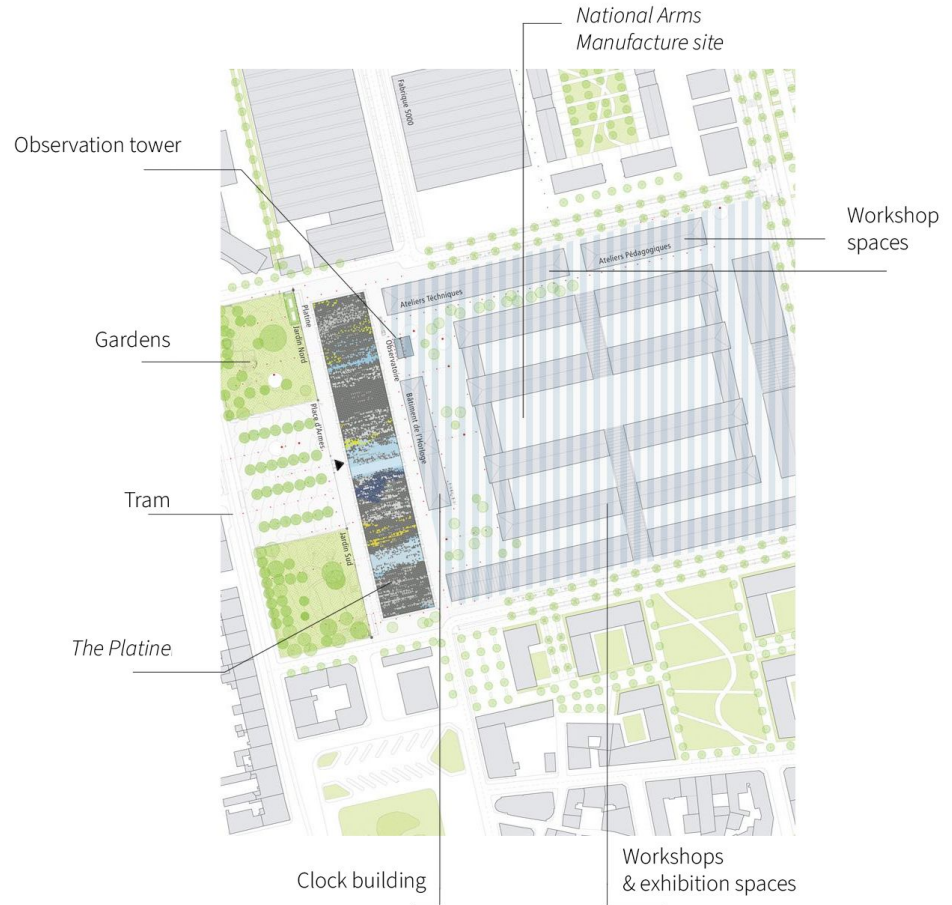 National Arms
Manufacture site
Fabrique 5000
Observation tower
Workshop
spaces
Ateliers Pédagogiques
Ateliers Téchniques
Platine
Jardin Nord
Observatoire
Gardens
Place d'Armes
Bâtiment de l'Horloge
Tram
Jardin Sud
The Platine
Clock building
Workshops
& exhibition spaces